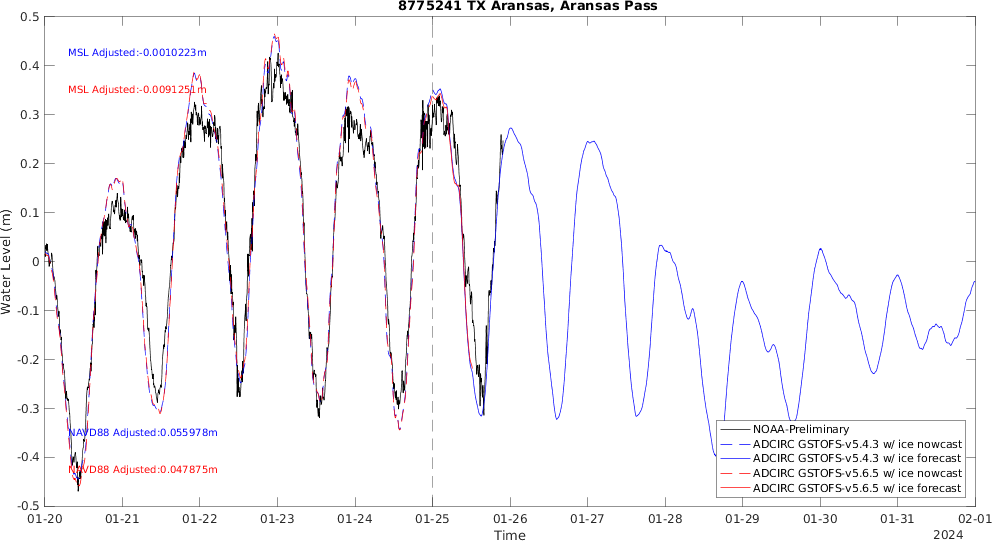 8775241 TX Aransas, Aransas Pass
0.5
0.4
0.3
0.2
0.1
0
-0.1
-0.2
-0.3
-0.4
-0.5
Water Level (m)
MSL Adjusted:-0.0010223m
MSL Adjusted:-0.0091251m
NAVD88 Adjusted:0.055978m
NAVD88 Adjusted:0.047875m
NOAA-Preliminary
ADCIRC GSTOFS-v5.4.3 w/ ice nowcast
ADCIRC GSTOFS-v5.4.3 w/ ice forecast
ADCIRC GSTOFS-v5.6.5 w/ ice nowcast
ADCIRC GSTOFS-v5.6.5 w/ ice forecast
01-20 01-21 01-22 01-23 01-24 01-25 01-26 01-27 01-28 01-29 01-30 01-31 02-01
Time
2024